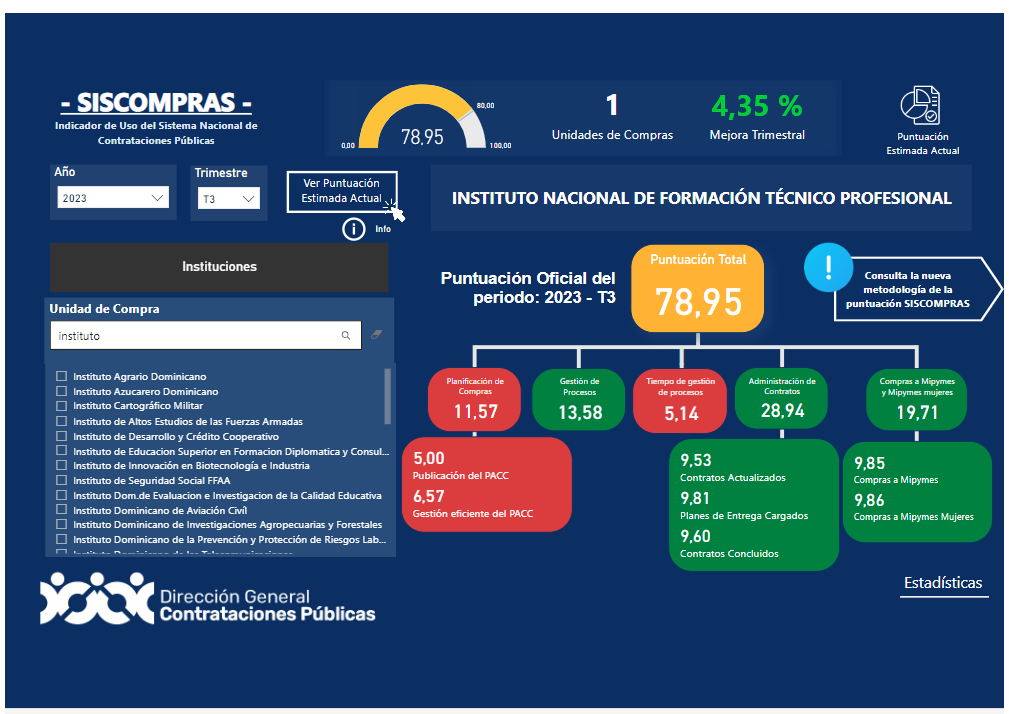 - SISCOMPRAS -
Indicador de Uso del Sistema Nacional de
Contrataciones Públicas
80,00
78,95
0,00
100,00
1
Unidades de Compras
4,35 %
Mejora Trimestral
Puntuación
Estimada Actual
Año
2023
Trimestre
T3
Ver Puntuación
Estimada Actual
i
Info
INSTITUTO NACIONAL DE FORMACIÓN TÉCNICO PROFESIONAL
Instituciones
Unidad de Compra
instituto
Instituto Agrario Dominicano
Instituto Azucarero Dominicano
Instituto Cartográfico Militar
Instituto de Altos Estudios de las Fuerzas Armadas
Instituto de Desarrollo y Crédito Cooperativo
Instituto de Educacion Superior en Formacion Diplomatica y Consul...
Instituto de Innovación en Biotecnología e Industria
Instituto de Seguridad Social FFAA
Instituto Dom.de Evaluacion e Investigacion de la Calidad Educativa
Instituto Dominicano de Aviación Civíl
Instituto Dominicano de Investigaciones Agropecuarias y Forestales
Instituto Dominicano de la Prevención y Protección de Riesgos Lab...
Instituto Dominicano de las Telecomunicaciones
Puntuación Oficial del
periodo: 2023 - T3
Puntuación Total
78,95
!
Consulta la nueva
metodología de la
puntuación SISCOMPRAS
Planificación de
Compras
11,57
Gestión de
Procesos
13,58
Tiempo de gestión
de procesos
5,14
Administración de
Contratos
28,94
Compras a Mipymes
y Mipymes mujeres
19,71
5,00
Publicación del PACC
6,57
Gestión eficiente del PACC
9,53
Contratos Actualizados
9,81
Planes de Entrega Cargados
9,60
Contratos Concluidos
9,85
Compras a Mipymes
9,86
Compras a Mipymes Mujeres
Dirección General
Contrataciones Públicas
Estadísticas